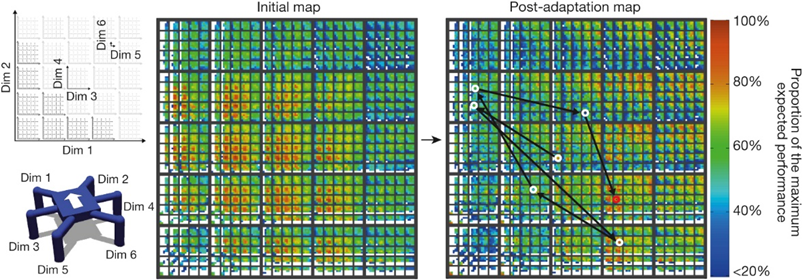 Initial map
Post-adaptation map
Dim 6
Dim 5
Dim 4
Dim 3
Dim 2
Dim 1
Dim 1
Dim 2
Dim 4
Dim 3
Dim 6
Dim 5
100%
80%
60%
40%
<20%
Proportion of the maximum
expected performance